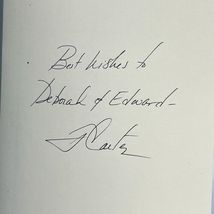 Best wishes to
Deborah & Edward–
J Carter